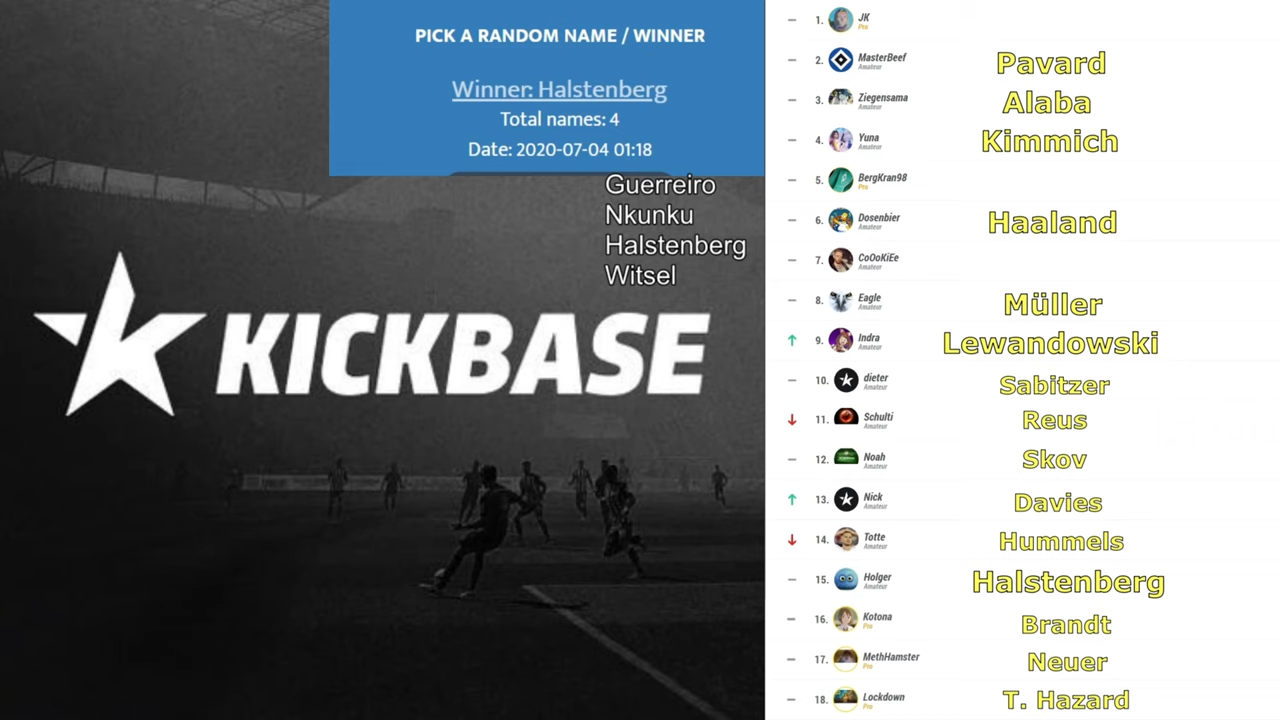 PICK A RANDOM NAME / WINNER
Winner: Halstenberg
Total names: 4
Date: 2020-07-04 01:18
Guerreiro
Nkunku
Halstenberg
Witsel
KICKBASE
1. JK
Pro
2. MasterBeef Pavard
Amateur
3. Ziegensama Alaba
Amateur
4. Yuna Kimmich
Amateur
5. BergKran98
Pro
6. Dosenbier Haaland
Amateur
7. CoOoKiEe
Amateur
8. Eagle Müller
Amateur
9. Indra Lewandowski
Amateur
10. dieter Sabitzer
Amateur
11. Schulti Reus
Amateur
12. Noah Skov
Amateur
13. Nick Davies
Amateur
14. Totte Hummels
Amateur
15. Holger Halstenberg
Amateur
16. Kotona Brandt
Pro
17. MethHamster Neuer
Pro
18. Lockdown T. Hazard
Pro